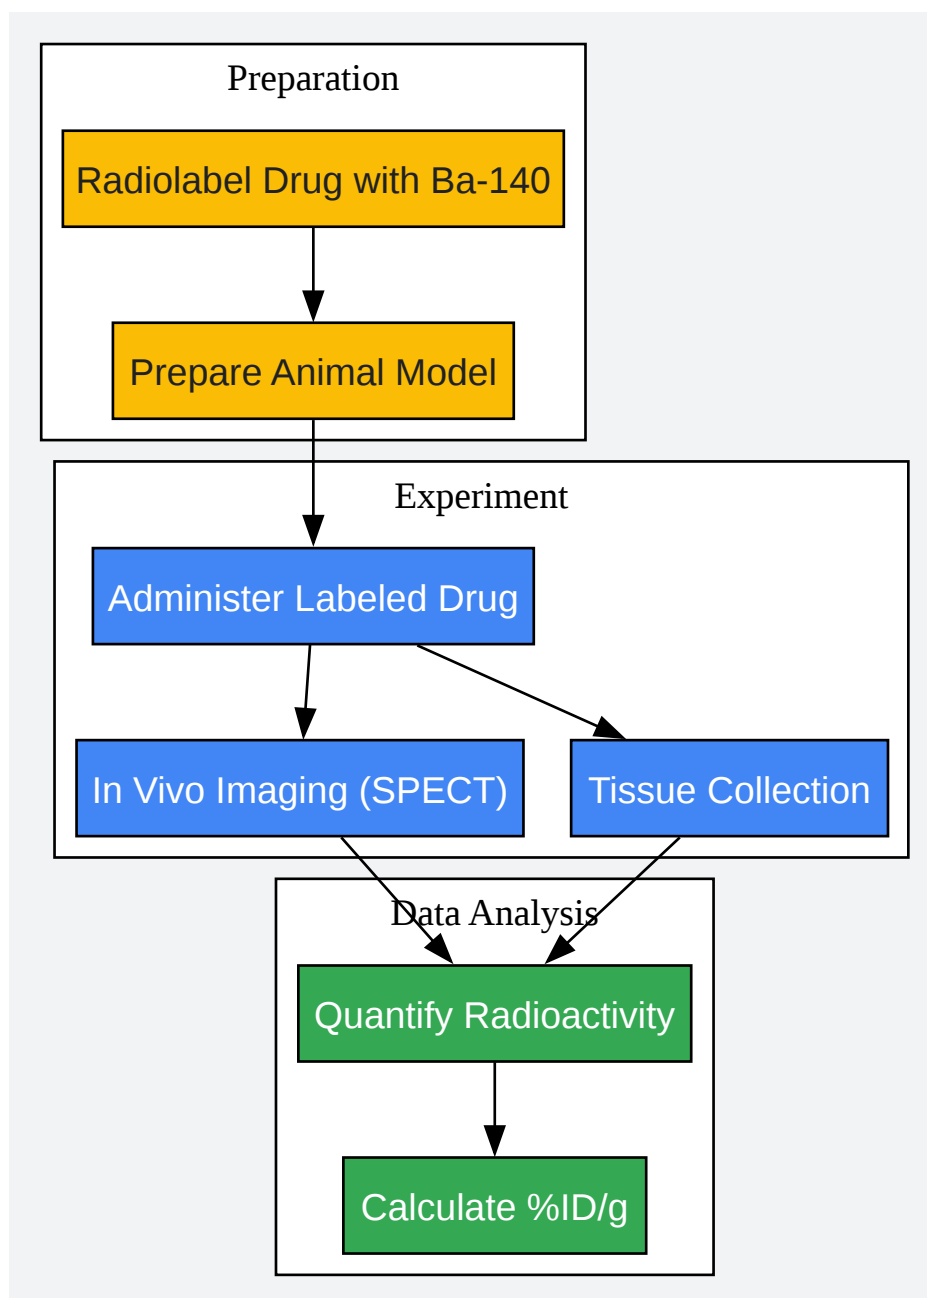 Preparation
Radiolabel Drug with Ba-140
Prepare Animal Model
Experiment
Administer Labeled Drug
In Vivo Imaging (SPECT)
Tissue Collection
Data Analysis
Quantify Radioactivity
Calculate %ID/g